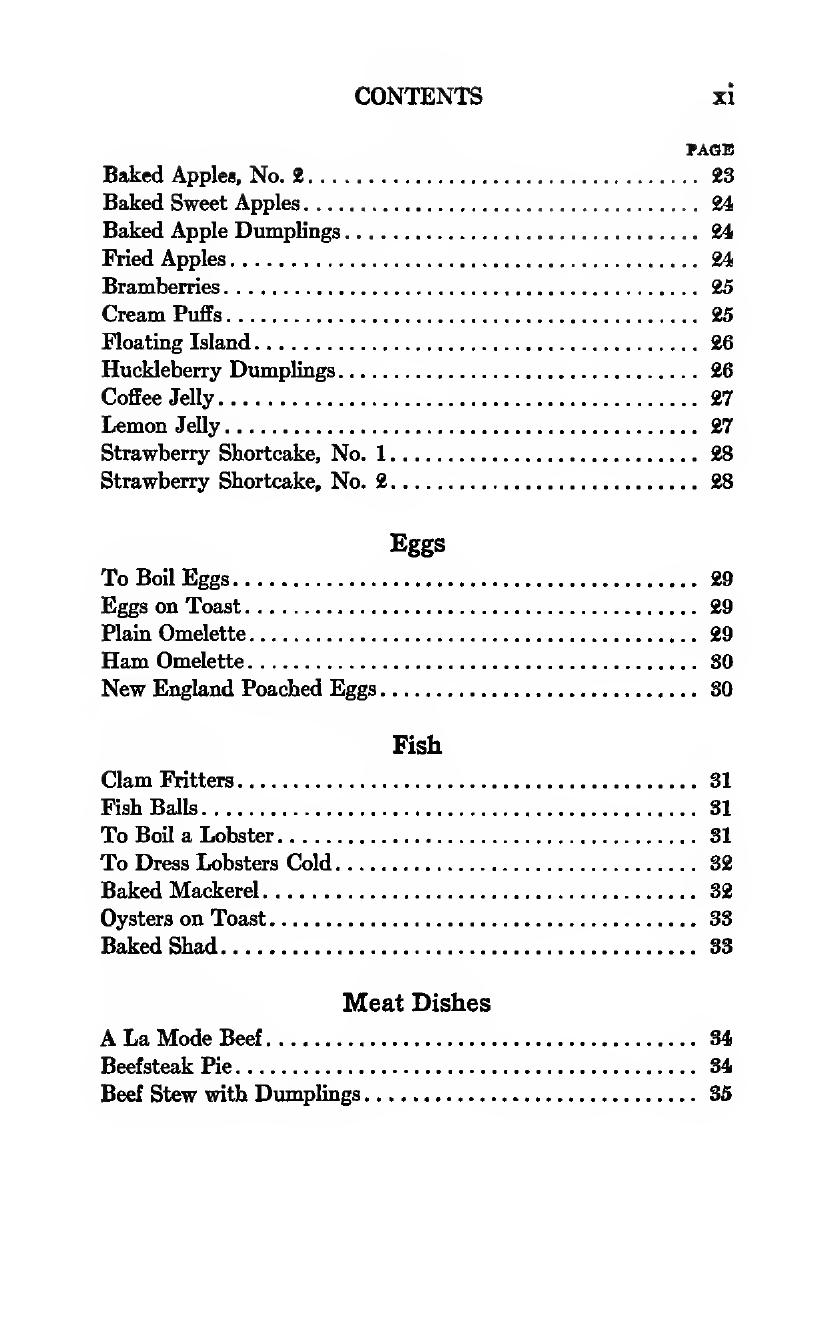 CONTENTS xi
PAGE
Baked Apples, No. 2. . . . . . . . . . . . . . . . . . . . . . . . . . . . . . . . . . 23
Baked Sweet Apples. . . . . . . . . . . . . . . . . . . . . . . . . . . . . . . . . . 24
Baked Apple Dumplings. . . . . . . . . . . . . . . . . . . . . . . . . . . . . . 24
Fried Apples. . . . . . . . . . . . . . . . . . . . . . . . . . . . . . . . . . . . . . . . 24
Bramberries. . . . . . . . . . . . . . . . . . . . . . . . . . . . . . . . . . . . . . . . 25
Cream Puffs. . . . . . . . . . . . . . . . . . . . . . . . . . . . . . . . . . . . . . . . 25
Floating Island. . . . . . . . . . . . . . . . . . . . . . . . . . . . . . . . . . . . . . 26
Huckleberry Dumplings. . . . . . . . . . . . . . . . . . . . . . . . . . . . . . . 26
Coffee Jelly. . . . . . . . . . . . . . . . . . . . . . . . . . . . . . . . . . . . . . . . . 27
Lemon Jelly. . . . . . . . . . . . . . . . . . . . . . . . . . . . . . . . . . . . . . . . 27
Strawberry Shortcake, No. 1. . . . . . . . . . . . . . . . . . . . . . . . . . 28
Strawberry Shortcake, No. 2. . . . . . . . . . . . . . . . . . . . . . . . . . 28
Eggs
To Boil Eggs. . . . . . . . . . . . . . . . . . . . . . . . . . . . . . . . . . . . . . . 29
Eggs on Toast. . . . . . . . . . . . . . . . . . . . . . . . . . . . . . . . . . . . . . 29
Plain Omelette. . . . . . . . . . . . . . . . . . . . . . . . . . . . . . . . . . . . . . 29
Ham Omelette. . . . . . . . . . . . . . . . . . . . . . . . . . . . . . . . . . . . . . 30
New England Poached Eggs. . . . . . . . . . . . . . . . . . . . . . . . . . . 30
Fish
Clam Fritters. . . . . . . . . . . . . . . . . . . . . . . . . . . . . . . . . . . . . . . 31
Fish Balls. . . . . . . . . . . . . . . . . . . . . . . . . . . . . . . . . . . . . . . . . . 31
To Boil a Lobster. . . . . . . . . . . . . . . . . . . . . . . . . . . . . . . . . . . . 31
To Dress Lobsters Cold. . . . . . . . . . . . . . . . . . . . . . . . . . . . . . . 32
Baked Mackerel. . . . . . . . . . . . . . . . . . . . . . . . . . . . . . . . . . . . . 32
Oysters on Toast. . . . . . . . . . . . . . . . . . . . . . . . . . . . . . . . . . . . 33
Baked Shad. . . . . . . . . . . . . . . . . . . . . . . . . . . . . . . . . . . . . . . . 33
Meat Dishes
A La Mode Beef. . . . . . . . . . . . . . . . . . . . . . . . . . . . . . . . . . . . . 34
Beefsteak Pie. . . . . . . . . . . . . . . . . . . . . . . . . . . . . . . . . . . . . . . 34
Beef Stew with Dumplings. . . . . . . . . . . . . . . . . . . . . . . . . . . . 35